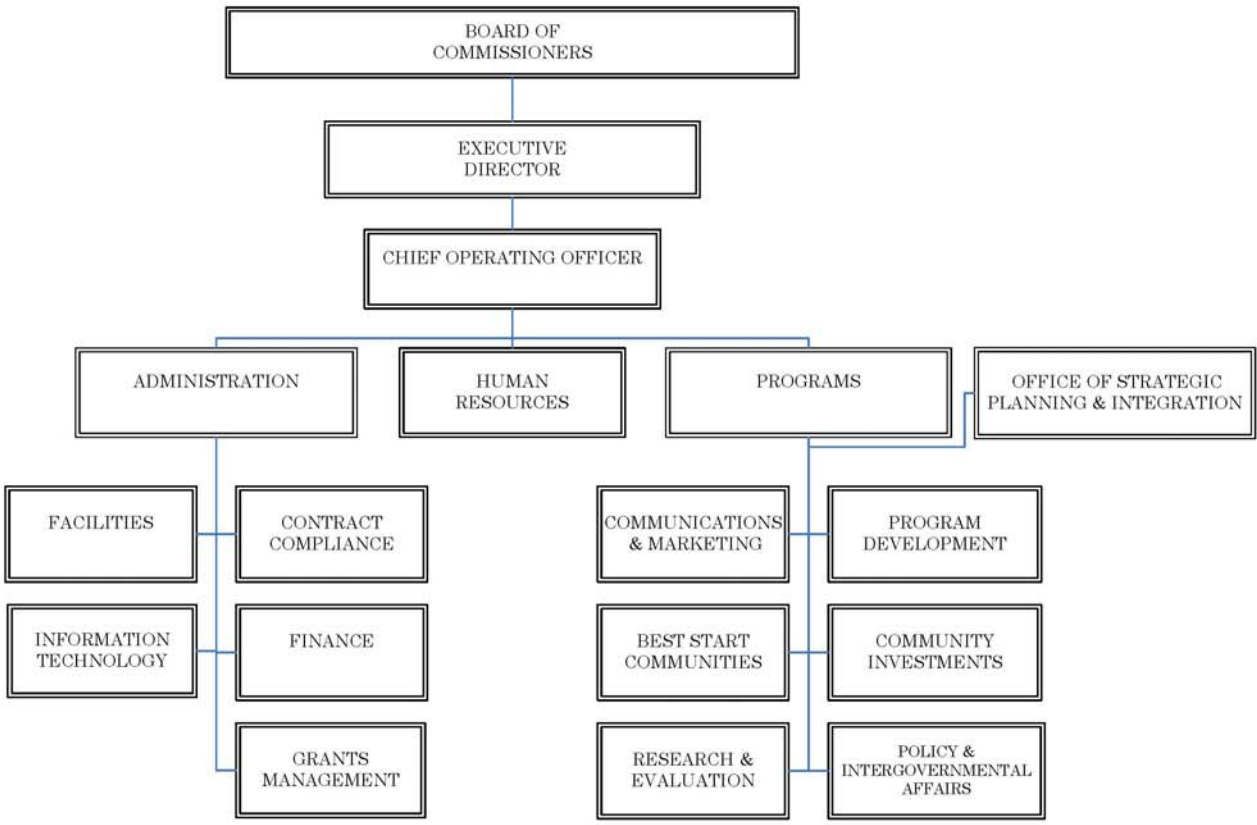 BOARD OF
COMMISSIONERS
EXECUTIVE
DIRECTOR
CHIEF OPERATING OFFICER
ADMINISTRATION
HUMAN
RESOURCES
PROGRAMS
OFFICE OF STRATEGIC
PLANNING & INTEGRATION
FACILITIES
CONTRACT
COMPLIANCE
COMMUNICATIONS
& MARKETING
PROGRAM
DEVELOPMENT
INFORMATION
TECHNOLOGY
FINANCE
BEST START
COMMUNITIES
COMMUNITY
INVESTMENTS
GRANTS
MANAGEMENT
RESEARCH &
EVALUATION
POLICY &
INTERGOVERNMENTAL
AFFAIRS